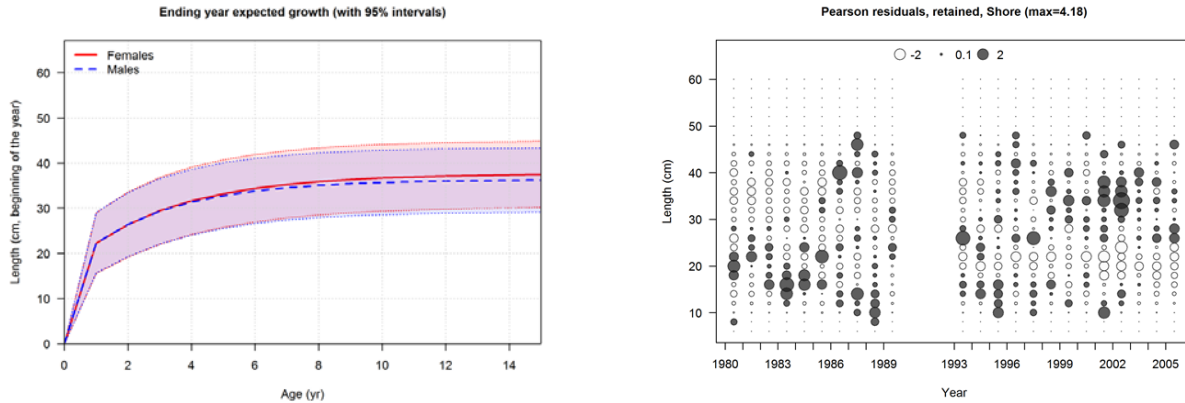 Ending year expected growth (with 95% intervals)
Females
Males
60
50
40
30
20
10
0
Length (cm, beginning of the year)
0 2 4 6 8 10 12 14
Age (yr)
Pearson residuals, retained, Shore (max=4.18)
-2 0.1 2
60
50
40
30
20
10
Length (cm)
1980 1983 1986 1989 1993 1996 1999 2002 2005
Year